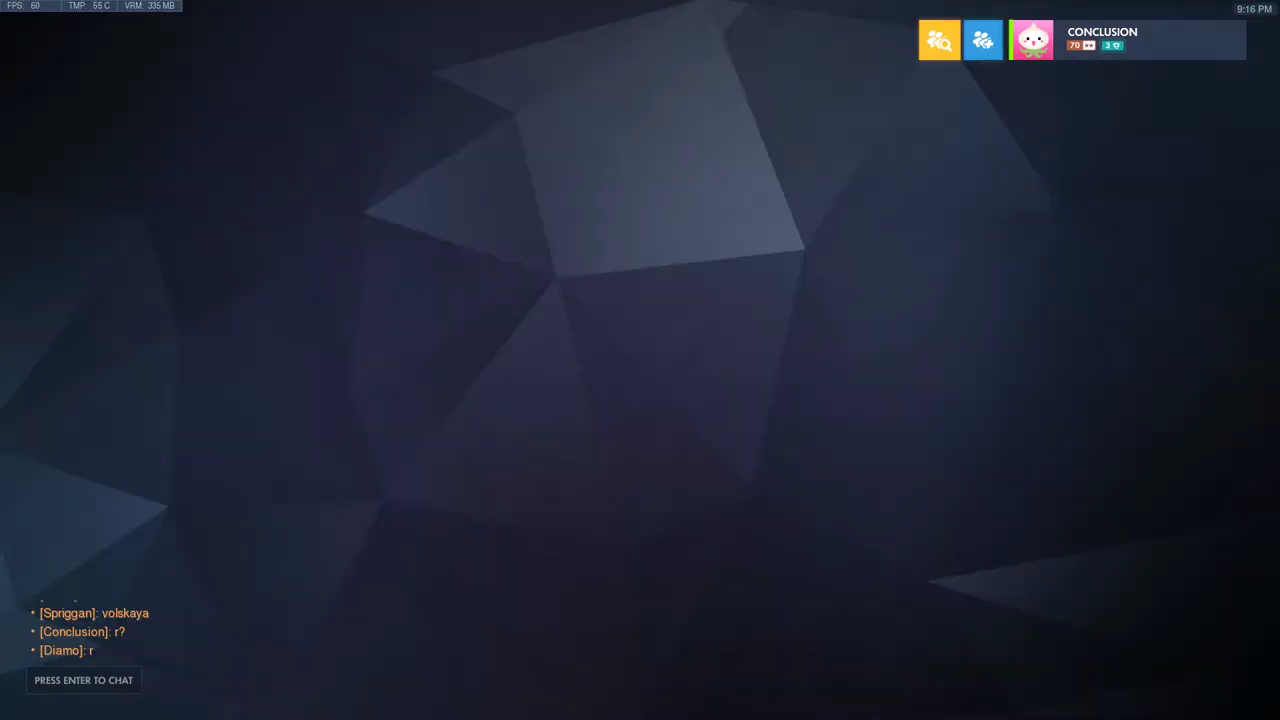 FPS: 60 TMP: 55 C VRM: 335 MB
9:16 PM
CONCLUSION
70 3
[Spriggan]: volskaya
[Conclusion]: r?
[Diamo]: r
PRESS ENTER TO CHAT